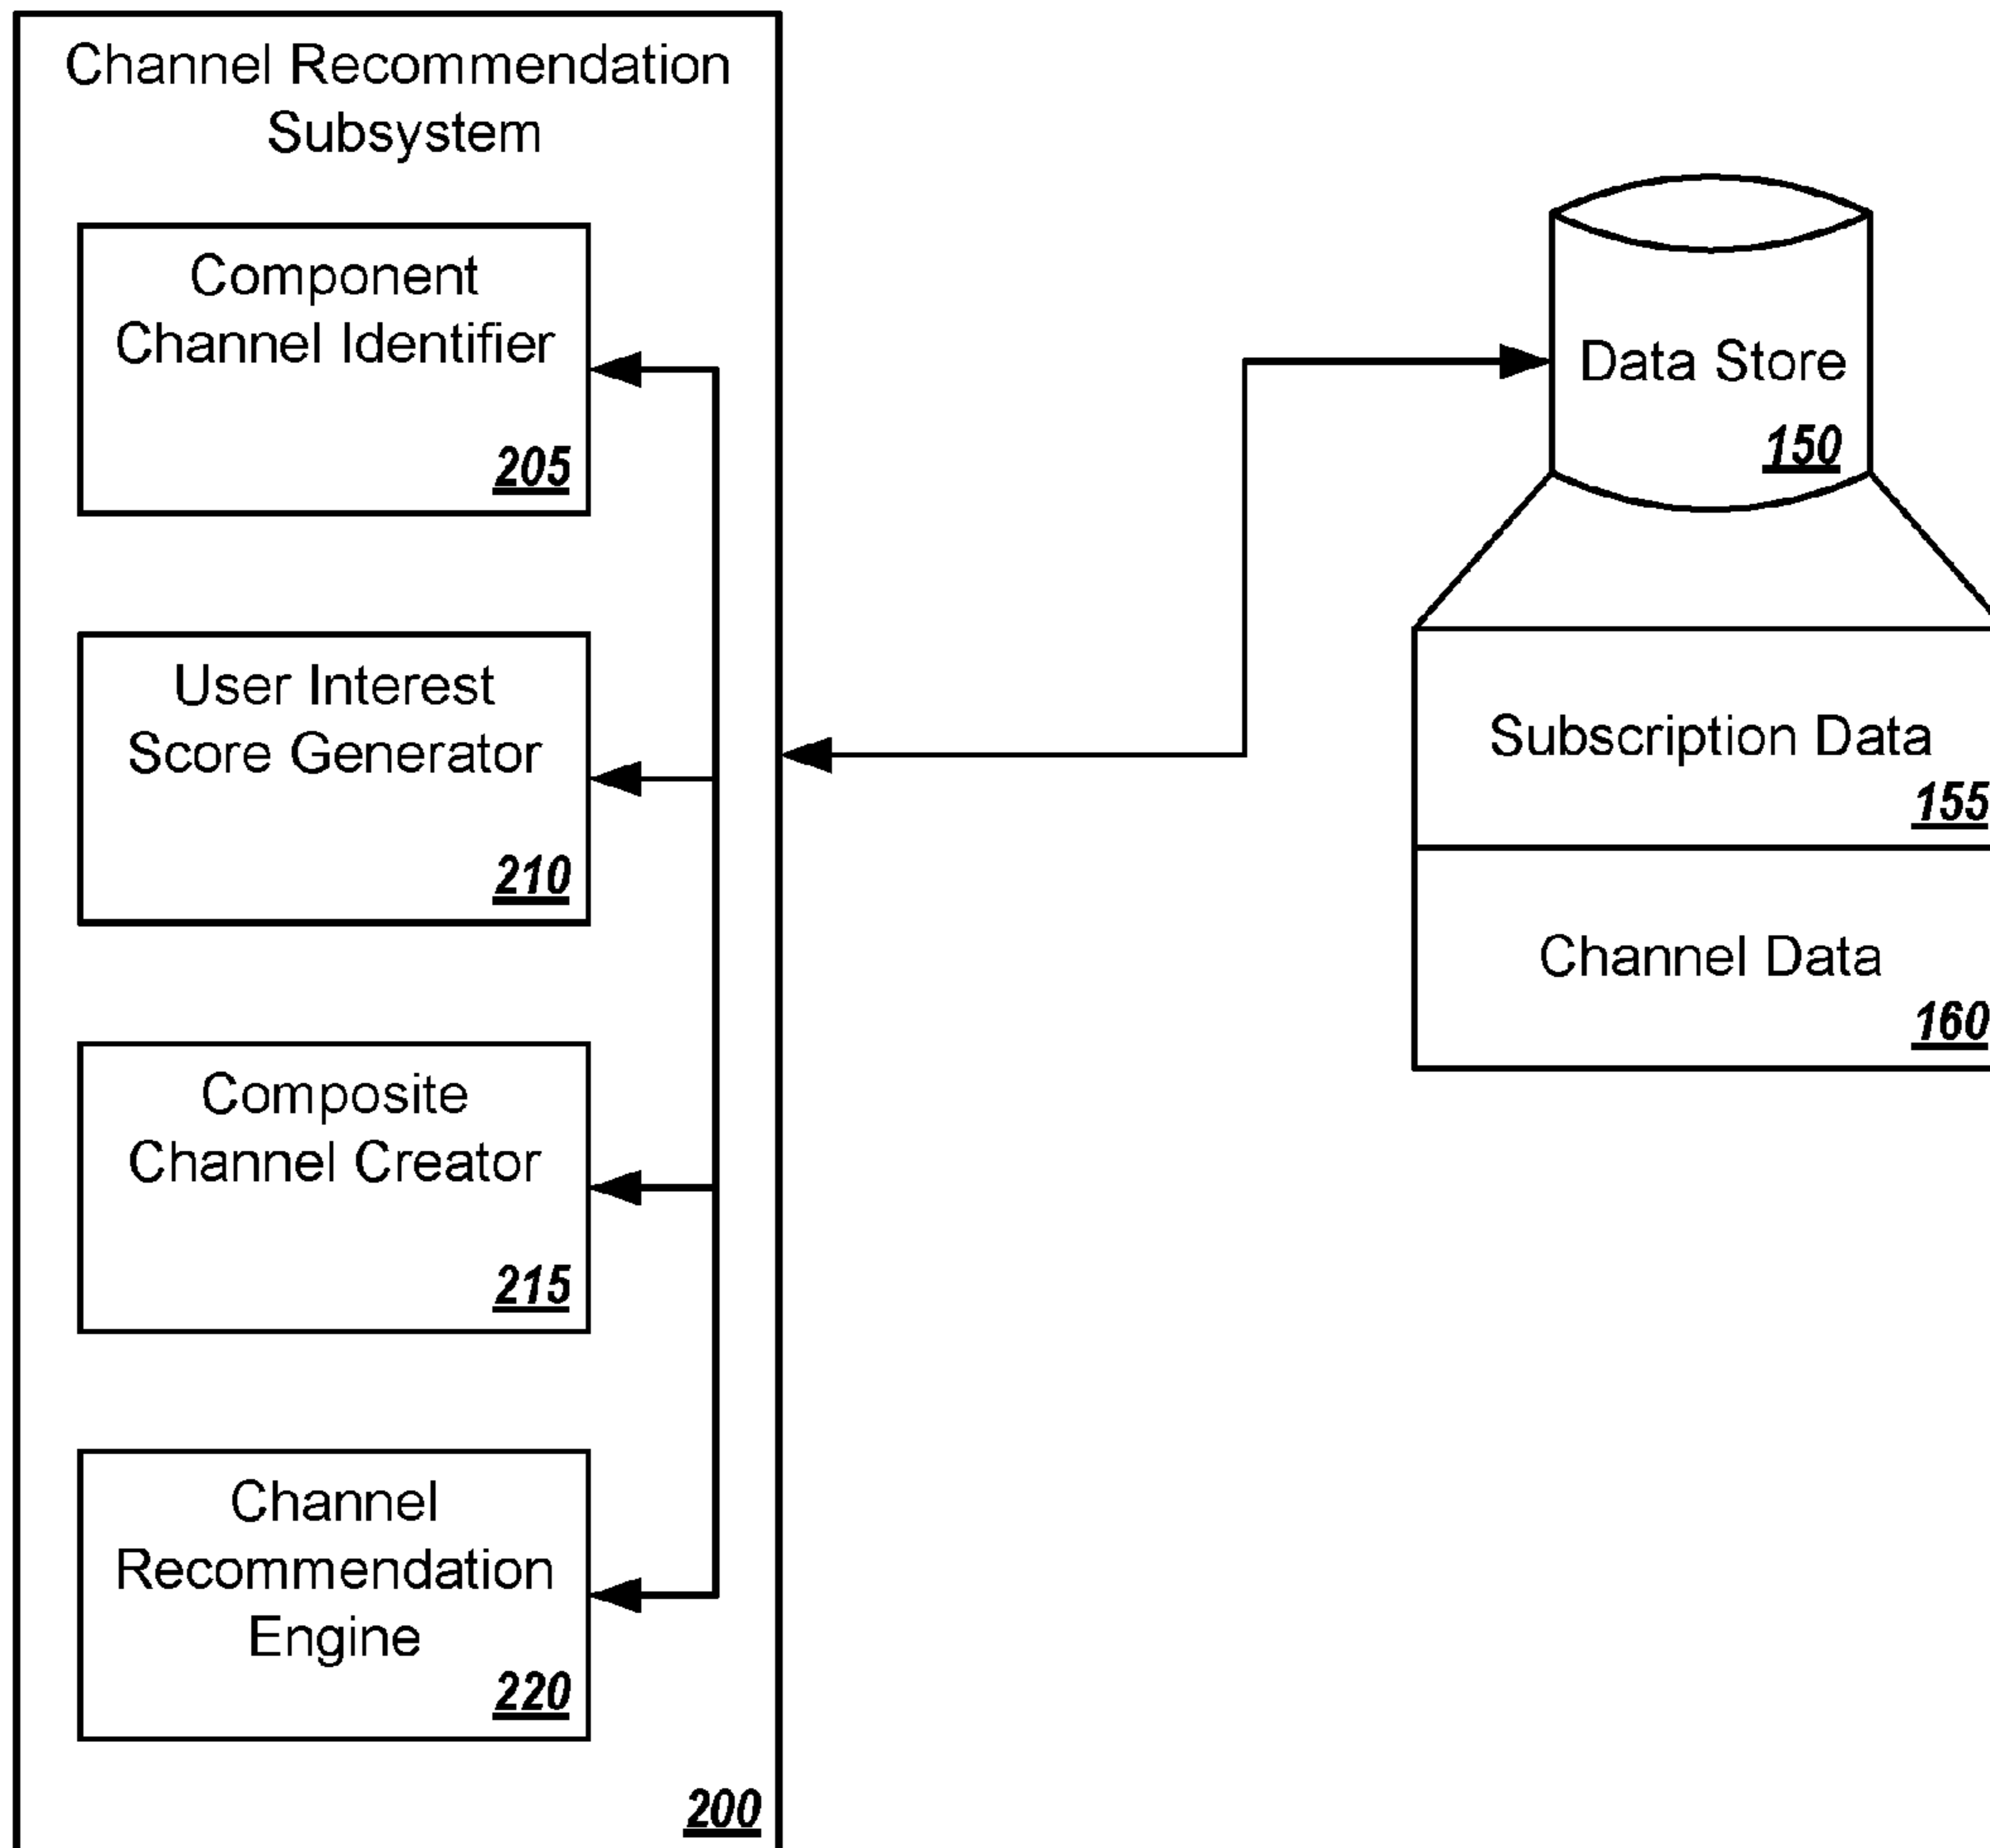 Channel Recommendation
Subsystem
Component
Channel Identifier
205
User Interest
Score Generator
210
Composite
Channel Creator
215
Channel
Recommendation
Engine
220
200
Data Store
150
Subscription Data
155
Channel Data
160